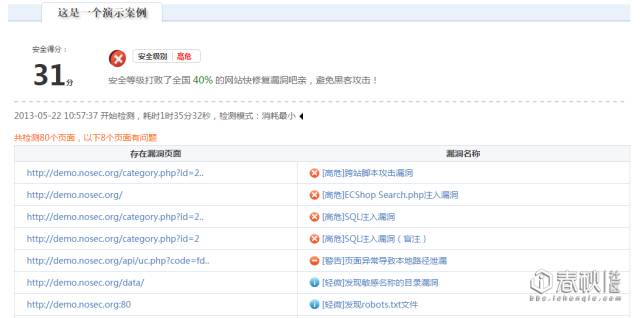 这是一个演示案例
安全得分：
31分
安全级别 高危
安全等级打败了全国 40% 的网站快修复漏洞吧亲，避免黑客攻击！
2013-05-22 10:57:37 开始检测，耗时1时35分32秒，检测模式：消耗最小
共检测80个页面，以下8个页面有问题
存在漏洞页面 漏洞名称
http://demo.nosec.org/category.php?id=2.. [高危]跨站脚本攻击漏洞
http://demo.nosec.org/ [高危]ECShop Search.php注入漏洞
http://demo.nosec.org/category.php?id=2.. [高危]SQL注入漏洞
http://demo.nosec.org/category.php?id=2 [高危]SQL注入漏洞（盲注）
http://demo.nosec.org/api/uc.php?code=fd.. [警告]页面异常导致本地路径泄漏
http://demo.nosec.org/data/ [轻微]发现敏感名称的目录漏洞
http://demo.nosec.org:80 [轻微]发现robots.txt文件
春秋社区
bbs.ichunqiu.com